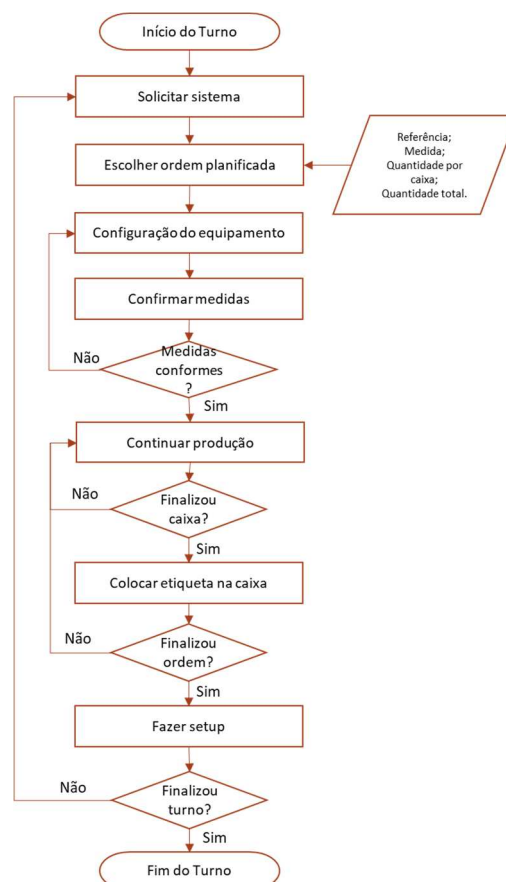 Início do Turno
Solicitar sistema
Escolher ordem planificada
Referência;
Medida;
Quantidade por
caixa;
Quantidade total.
Configuração do equipamento
Confirmar medidas
Medidas
conformes
?
Não
Sim
Continuar produção
Finalizou
caixa?
Não
Sim
Colocar etiqueta na caixa
Finalizou
ordem?
Não
Sim
Fazer setup
Finalizou
turno?
Não
Sim
Fim do Turno